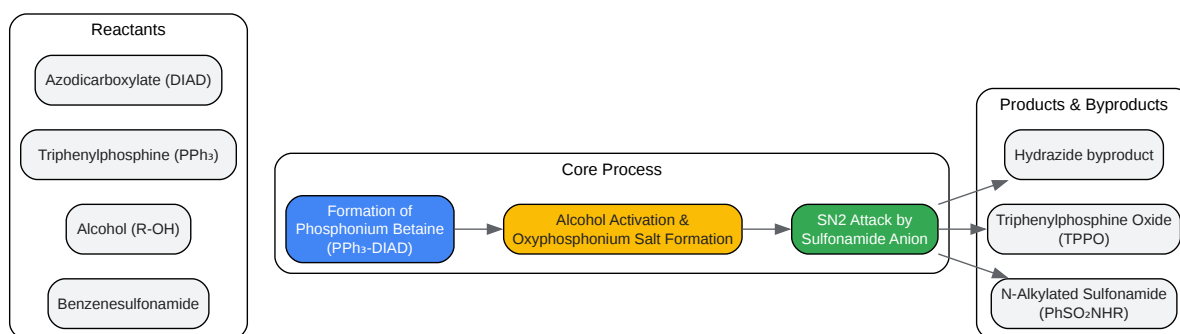 Reactants
Azodicarboxylate (DIAD)
Triphenylphosphine (PPh₃)
Alcohol (R-OH)
Benzenesulfonamide
Core Process
Formation of
Phosphonium Betaine
(PPh₃-DIAD)
Alcohol Activation &
Oxyphosphonium Salt Formation
SN2 Attack by
Sulfonamide Anion
Products & Byproducts
Hydrazide byproduct
Triphenylphosphine Oxide
(TPPO)
N-Alkylated Sulfonamide
(PhSO₂NHR)